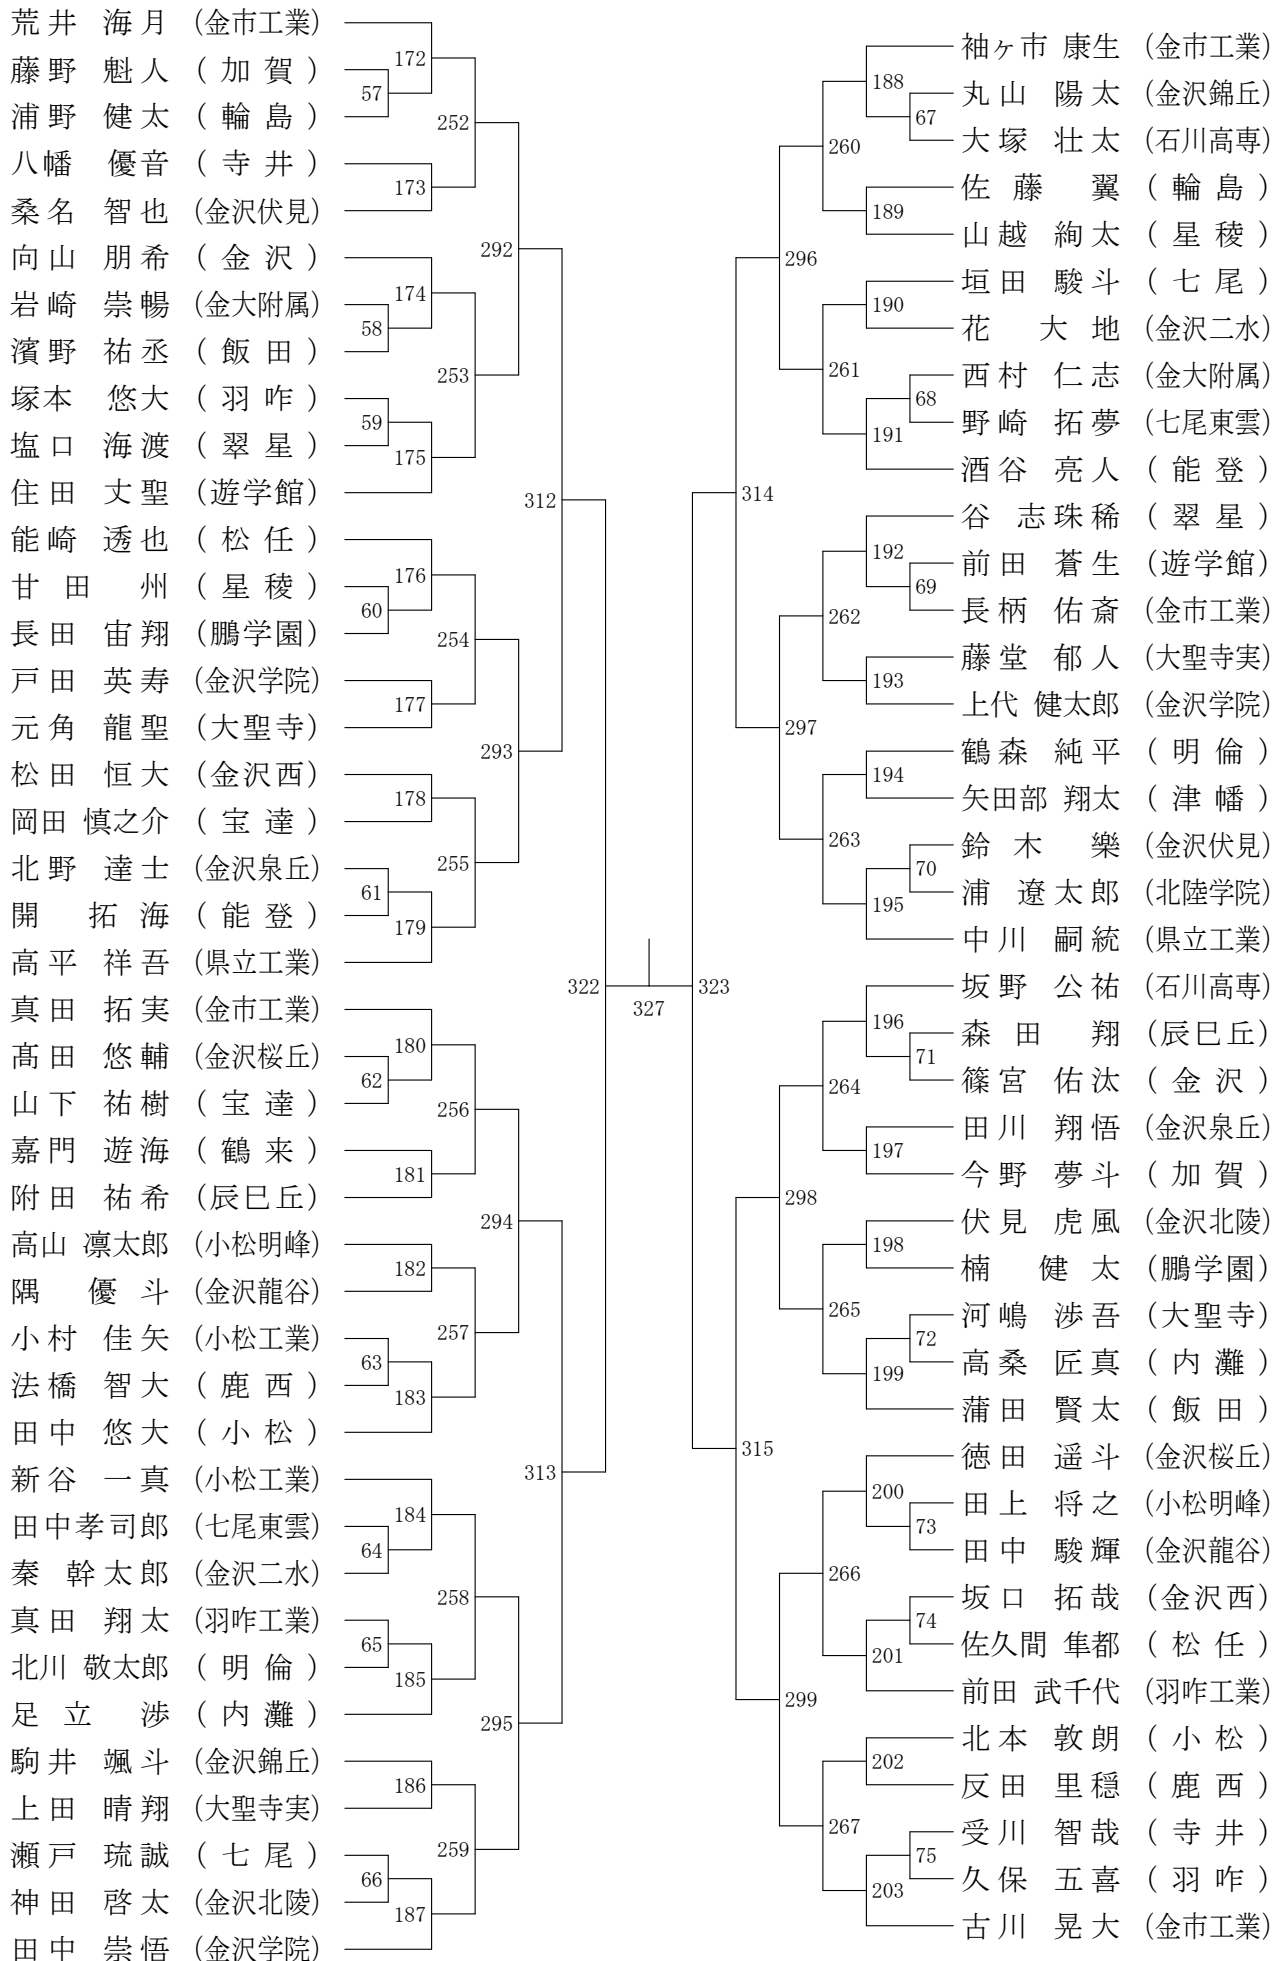 荒井 海月 (金市工業)
藤野 魁人 (加賀)
浦野 健太 (輪島)
八幡 優音 (寺井)
桑名 智也 (金沢伏見)
向山 朋希 (金沢)
岩崎 崇暢 (金大附属)
濱野 祐丞 (飯田)
塚本 悠大 (羽咋)
塩口 海渡 (翠星)
住田 丈聖 (遊学館)
能崎 透也 (松任)
甘田 州 (星稜)
長田 宙翔 (鵬学園)
戸田 英寿 (金沢学院)
元角 龍聖 (大聖寺)
松田 恒大 (金沢西)
岡田 慎之介 (宝達)
北野 達士 (金沢泉丘)
開 拓海 (能登)
高平 祥吾 (県立工業)
真田 拓実 (金市工業)
髙田 悠輔 (金沢桜丘)
山下 祐樹 (宝達)
嘉門 遊海 (鶴来)
附田 祐希 (辰巳丘)
高山 凛太郎 (小松明峰)
隅 優斗 (金沢龍谷)
小村 佳矢 (小松工業)
法橋 智大 (鹿西)
田中 悠大 (小松)
新谷 一真 (小松工業)
田中孝司郎 (七尾東雲)
秦 幹太郎 (金沢二水)
真田 翔太 (羽咋工業)
北川 敬太郎 (明倫)
足立 渉 (内灘)
駒井 颯斗 (金沢錦丘)
上田 晴翔 (大聖寺実)
瀬戸 琉誠 (七尾)
神田 啓太 (金沢北陵)
田中 崇悟 (金沢学院)
57
58
59
60
61
62
63
64
65
66
172
173
174
175
176
177
178
179
180
181
182
183
184
185
186
187
252
253
254
255
256
257
258
259
292
293
294
295
312
313
322
327
323
314
315
296
297
298
299
260
261
262
263
264
265
266
267
188
189
190
191
192
193
194
195
196
197
198
199
200
201
202
203
67
68
69
70
71
72
73
74
75
袖ヶ市 康生 (金市工業)
丸山 陽太 (金沢錦丘)
大塚 壮太 (石川高専)
佐藤 翼 (輪島)
山越 絢太 (星稜)
垣田 駿斗 (七尾)
花 大地 (金沢二水)
西村 仁志 (金大附属)
野崎 拓夢 (七尾東雲)
酒谷 亮人 (能登)
谷 志珠稀 (翠星)
前田 蒼生 (遊学館)
長柄 佑斎 (金市工業)
藤堂 郁人 (大聖寺実)
上代 健太郎 (金沢学院)
鶴森 純平 (明倫)
矢田部 翔太 (津幡)
鈴木 樂 (金沢伏見)
浦 遼太郎 (北陸学院)
中川 嗣統 (県立工業)
坂野 公祐 (石川高専)
森田 翔 (辰巳丘)
篠宮 佑汰 (金沢)
田川 翔悟 (金沢泉丘)
今野 夢斗 (加賀)
伏見 虎風 (金沢北陵)
楠 健太 (鵬学園)
河嶋 渉吾 (大聖寺)
高桑 匠真 (内灘)
蒲田 賢太 (飯田)
徳田 遥斗 (金沢桜丘)
田上 将之 (小松明峰)
田中 駿輝 (金沢龍谷)
坂口 拓哉 (金沢西)
佐久間 隼都 (松任)
前田 武千代 (羽咋工業)
北本 敦朗 (小松)
反田 里穏 (鹿西)
受川 智哉 (寺井)
久保 五喜 (羽咋)
古川 晃大 (金市工業)